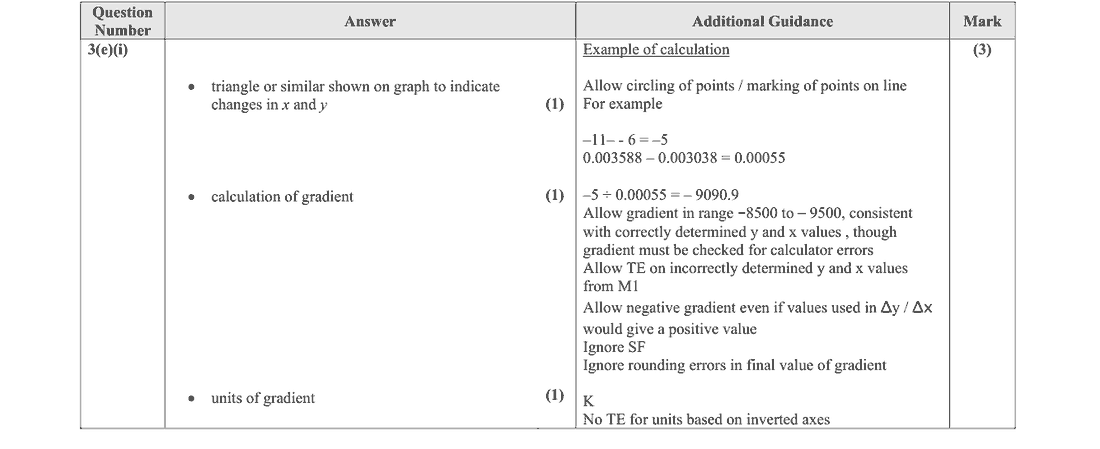 Question Number
Answer
Additional Guidance
Mark
3(e)(i)
Example of calculation
(3)
• triangle or similar shown on graph to indicate
changes in x and y
(1)
Allow circling of points / marking of points on line
For example
–11– - 6 = –5
0.003588 – 0.003038 = 0.00055
• calculation of gradient
(1)
–5 ÷ 0.00055 = – 9090.9
Allow gradient in range −8500 to – 9500, consistent
with correctly determined y and x values , though
gradient must be checked for calculator errors
Allow TE on incorrectly determined y and x values
from M1
Allow negative gradient even if values used in Δy / Δx
would give a positive value
Ignore SF
Ignore rounding errors in final value of gradient
• units of gradient
(1)
K
No TE for units based on inverted axes